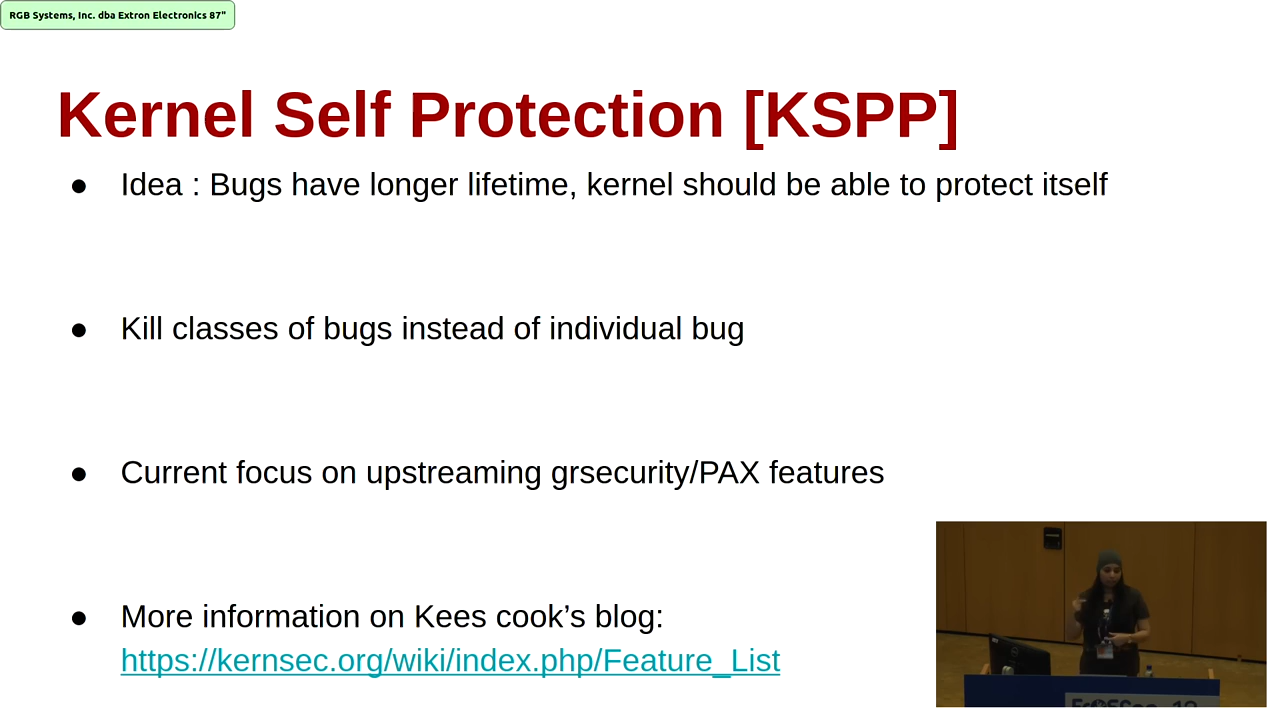 RGB Systems, Inc. dba Extron Electronics 87"
Kernel Self Protection [KSPP]
● Idea : Bugs have longer lifetime, kernel should be able to protect itself
● Kill classes of bugs instead of individual bug
● Current focus on upstreaming grsecurity/PAX features
● More information on Kees cook’s blog:
https://kernsec.org/wiki/index.php/Feature_List